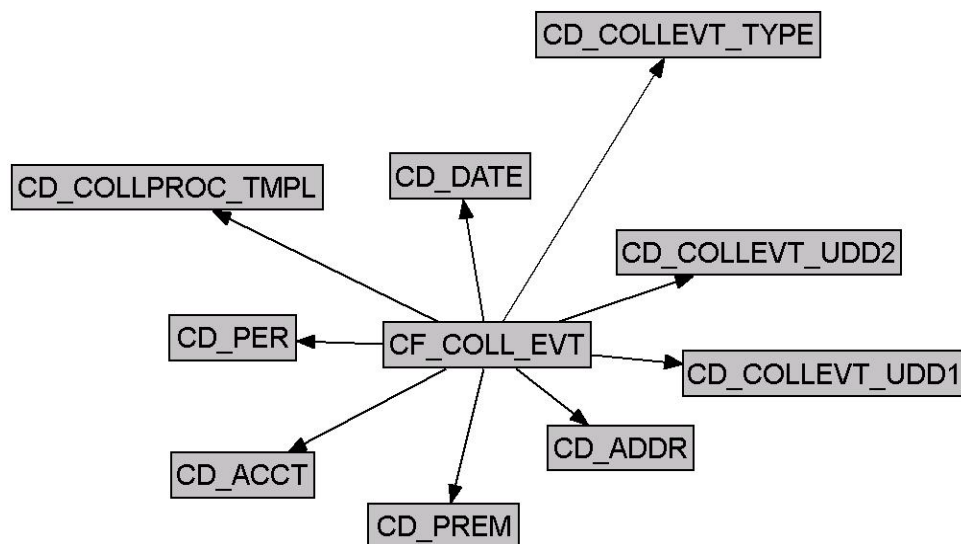 CD_COLLEVT_TYPE
CD_DATE
CD_COLLPROC_TMPL
CD_COLLEVT_UDD2
CD_PER
CF_COLL_EVT
CD_COLLEVT_UDD1
CD_ADDR
CD_ACCT
CD_PREM